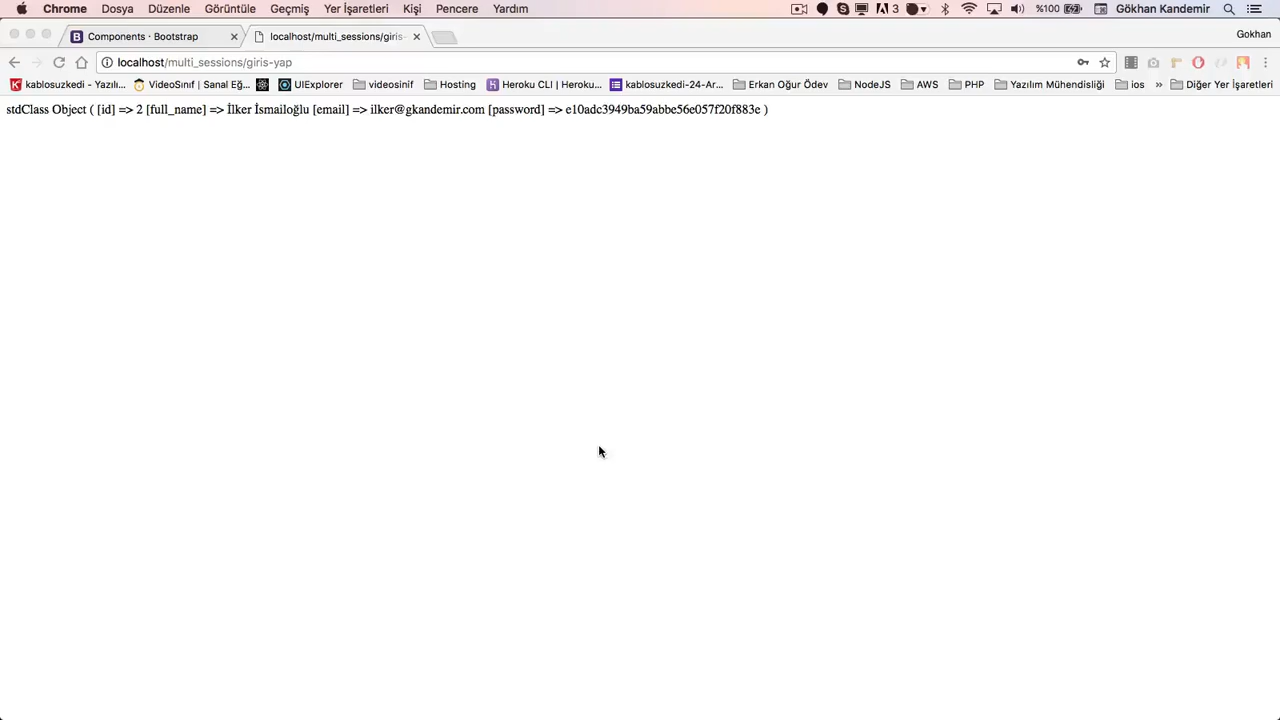 Chrome Dosya Düzenle Görüntüle Geçmiş Yer İşaretleri Kişi Pencere Yardım 3 %100 Gökhan Kandemir
Components · Bootstrap localhost/multi_sessions/giris- Gokhan
localhost/multi_sessions/giris-yap
kablosuzkedi - Yazılı... VideoSınıf | Sanal Eğ... UIExplorer videosinif Hosting Heroku CLI | Heroku... kablosuzkedi-24-Ar... Erkan Oğur Ödev NodeJS AWS PHP Yazılım Mühendisliği ios » Diğer Yer İşaretleri
stdClass Object ( [id] => 2 [full_name] => İlker İsmailoğlu [email] => ilker@gkandemir.com [password] => e10adc3949ba59abbe56e057f20f883e )